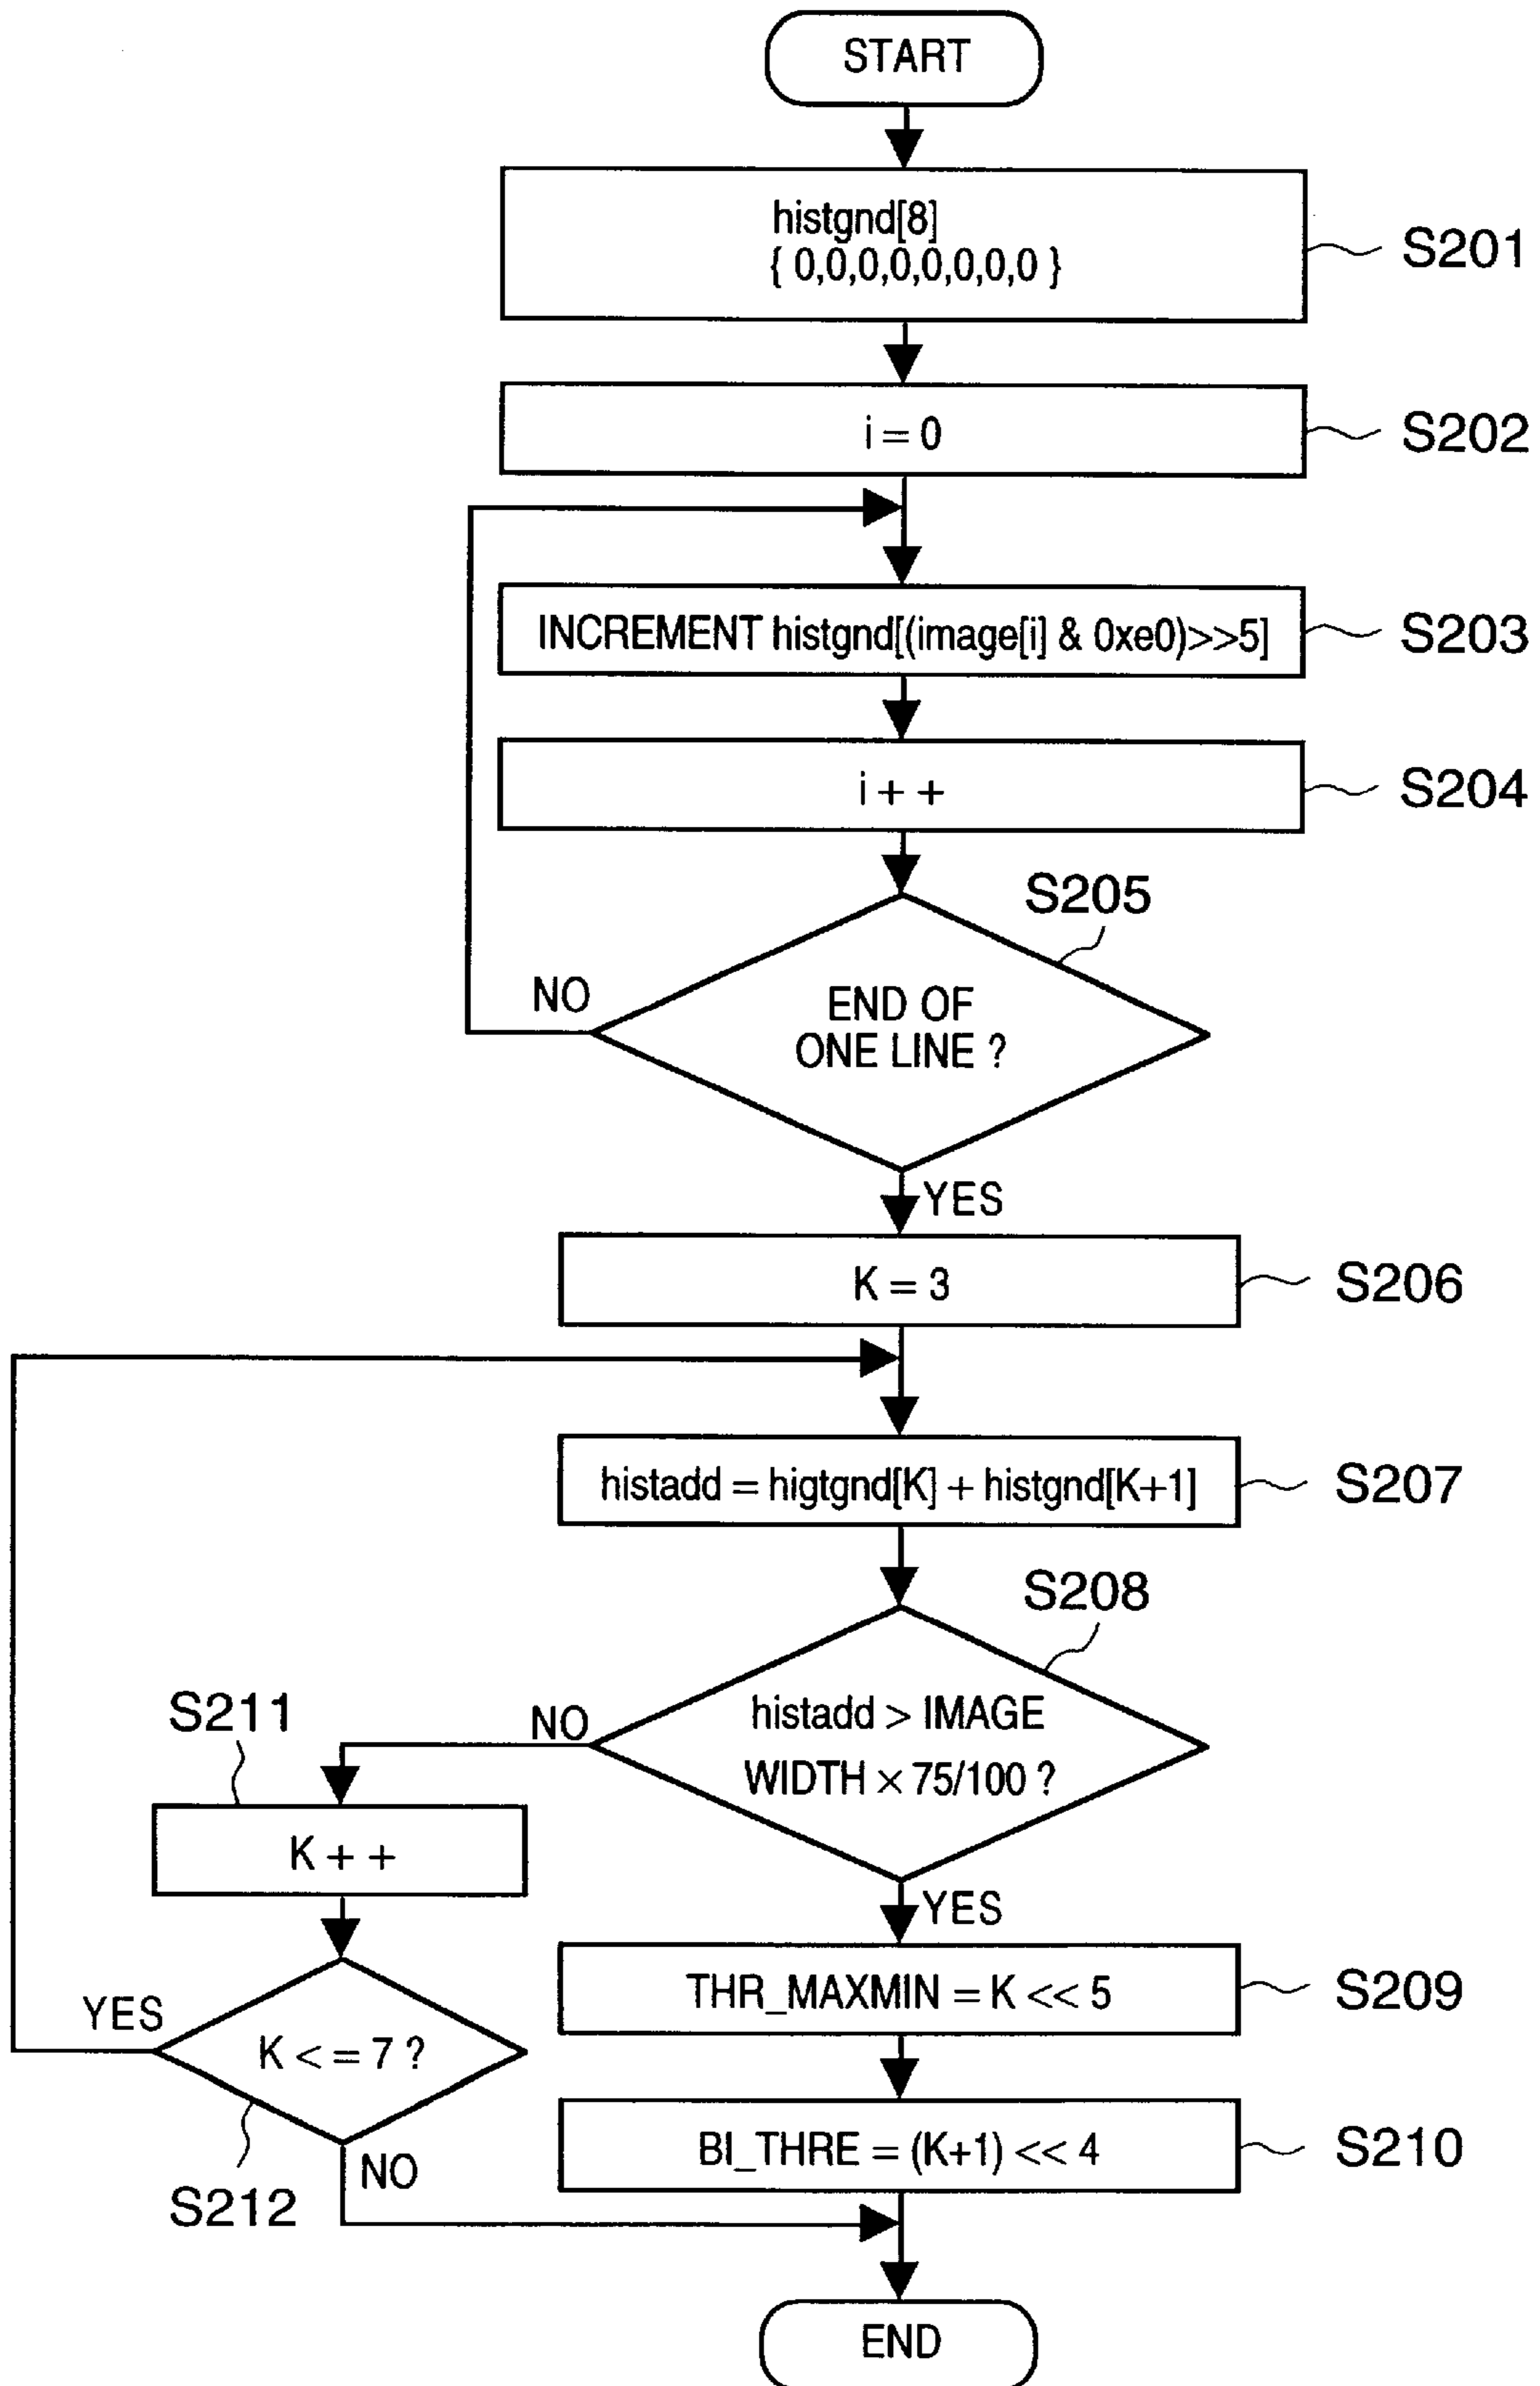 START
histgnd[8]
{ 0,0,0,0,0,0,0,0 }
S201
i = 0
S202
INCREMENT histgnd[(image[i] & 0xe0)>>5]
S203
i + +
S204
S205
END OF
ONE LINE ?
NO
YES
K = 3
S206
histadd = higtgnd[K] + histgnd[K+1]
S207
S208
histadd > IMAGE
WIDTH × 75/100 ?
NO
YES
S211
K + +
K < = 7 ?
YES
NO
S212
THR_MAXMIN = K << 5
S209
BI_THRE = (K+1) << 4
S210
END